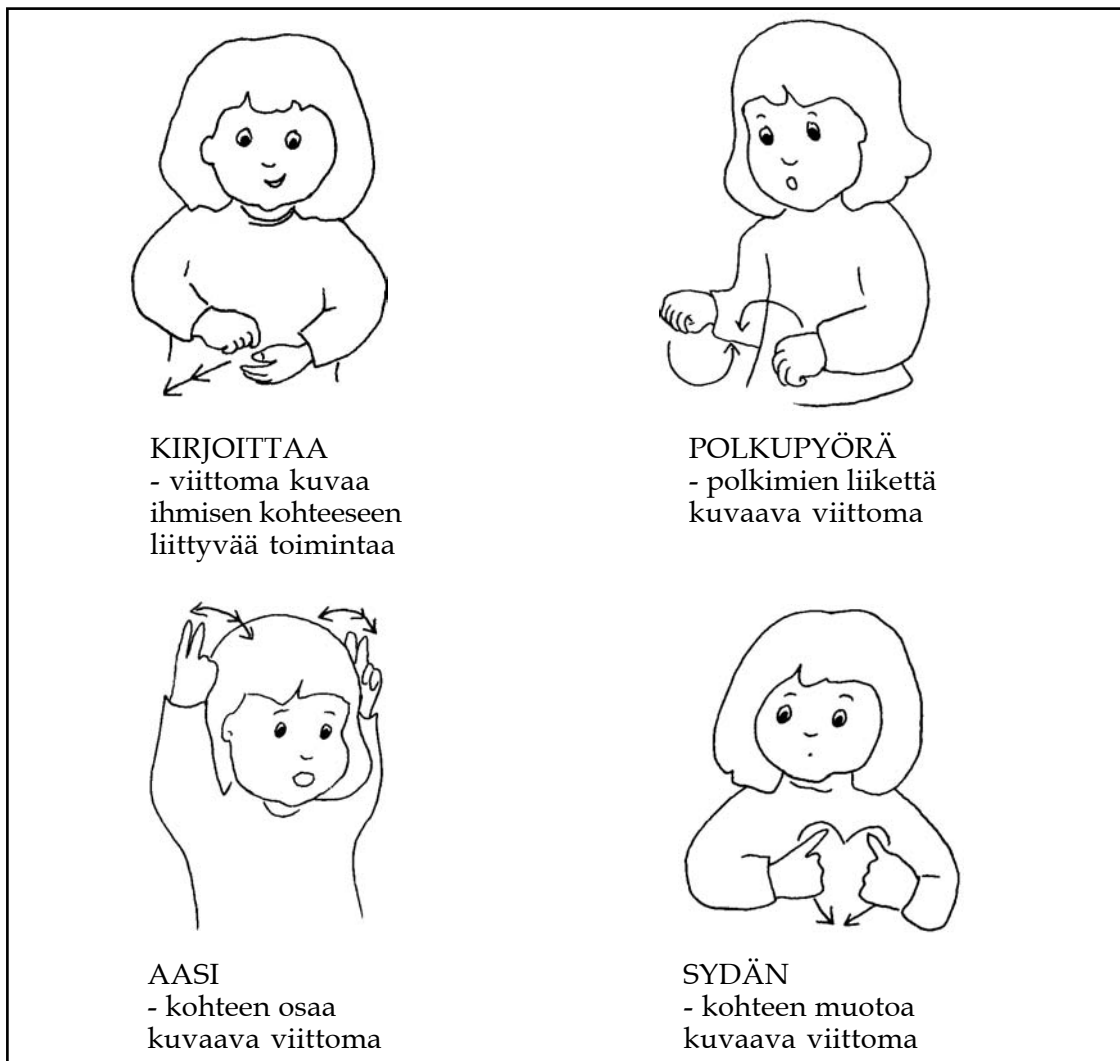 KIRJOITTAA
- viittoma kuvaa
ihmisen kohteeseen
liittyvää toimintaa
POLKUPYÖRÄ
- polkimien liikettä
kuvaava viittoma
AASI
- kohteen osaa
kuvaava viittoma
SYDÄN
- kohteen muotoa
kuvaava viittoma